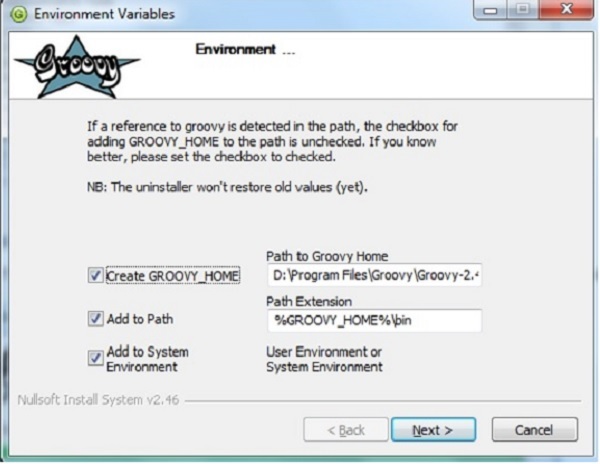 Environment Variables
Groovy
Environment ...
If a reference to groovy is detected in the path, the checkbox for
adding GROOVY_HOME to the path is unchecked. If you know
better, please set the checkbox to checked.
NB: The uninstaller won't restore old values (yet).
Path to Groovy Home
Create GROOVY_HOME
D:\Program Files\Groovy\Groovy-2.4
Path Extension
Add to Path
%GROOVY_HOME%\bin
Add to System
Environment
User Environment or
System Environment
Nullsoft Install System v2.46
< Back
Next >
Cancel